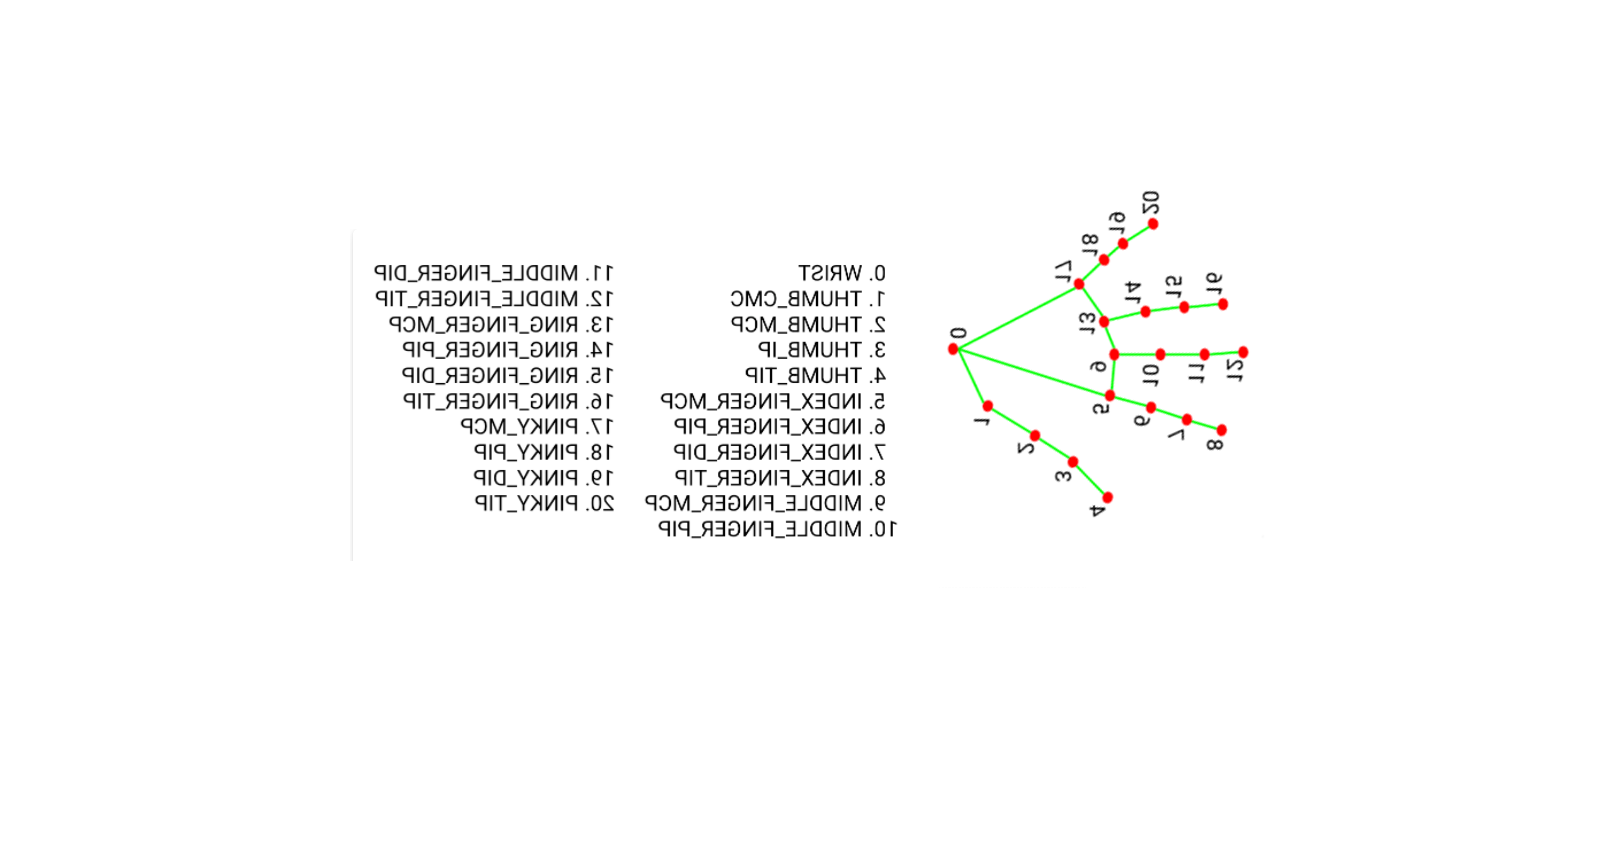 0. WRIST
1. THUMB_CMC
2. THUMB_MCP
3. THUMB_IP
4. THUMB_TIP
5. INDEX_FINGER_MCP
6. INDEX_FINGER_PIP
7. INDEX_FINGER_DIP
8. INDEX_FINGER_TIP
9. MIDDLE_FINGER_MCP
10. MIDDLE_FINGER_PIP
11. MIDDLE_FINGER_DIP
12. MIDDLE_FINGER_TIP
13. RING_FINGER_MCP
14. RING_FINGER_PIP
15. RING_FINGER_DIP
16. RING_FINGER_TIP
17. PINKY_MCP
18. PINKY_PIP
19. PINKY_DIP
20. PINKY_TIP
0
1
2
3
4
5
6
7
8
9
10
11
12
13
14
15
16
17
18
19
20